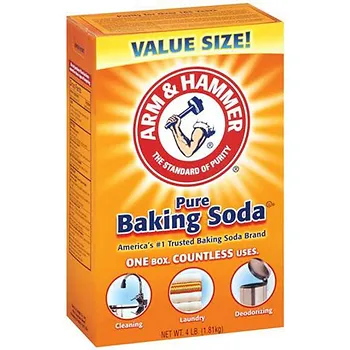 VALUE SIZE!
ARM & HAMMER
THE STANDARD OF PURITY
Pure
Baking Soda
America's #1 Trusted Baking Soda Brand
ONE BOX. COUNTLESS USES.
Cleaning
Laundry
Deodorizing
NET WT. 4 LB (1.81kg)